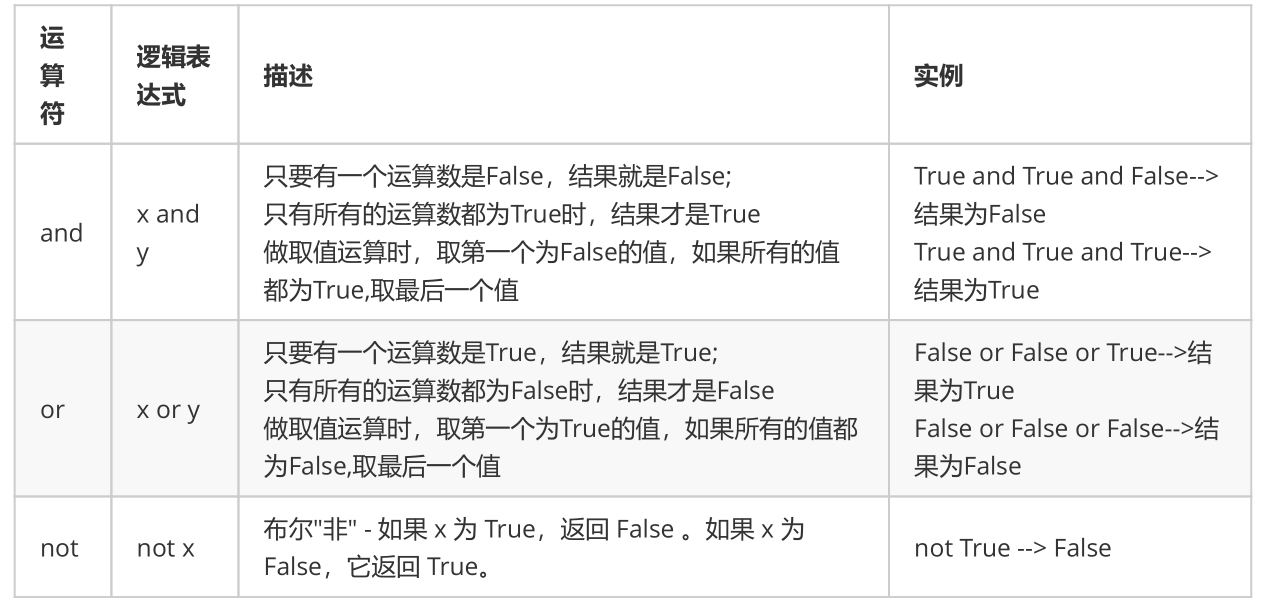 运
算
符
逻辑表
达式
描述
实例
and
x and
y
只要有一个运算数是False，结果就是False;
只有所有的运算数都为True时，结果才是True
做取值运算时，取第一个为False的值，如果所有的值
都为True,取最后一个值
True and True and False-->
结果为False
True and True and True-->
结果为True
or
x or y
只要有一个运算数是True，结果就是True;
只有所有的运算数都为False时，结果才是False
做取值运算时，取第一个为True的值，如果所有的值都
为False,取最后一个值
False or False or True-->结
果为True
False or False or False-->结
果为False
not
not x
布尔"非" - 如果 x 为 True，返回 False 。如果 x 为
False，它返回 True。
not True --> False